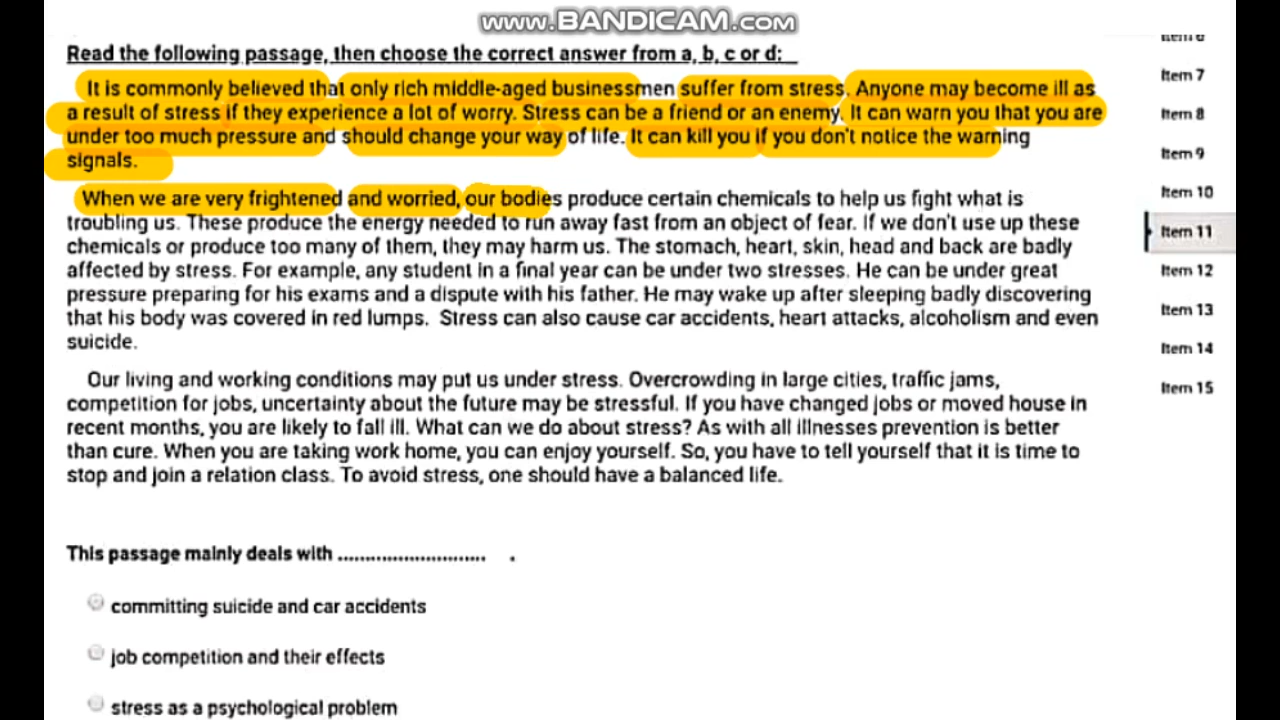 www.BANDICAM.com
Read the following passage, then choose the correct answer from a, b, c or d:
Item 6
It is commonly believed that only rich middle-aged businessmen suffer from stress. Anyone may become ill as
Item 7
a result of stress if they experience a lot of worry. Stress can be a friend or an enemy. It can warn you that you are
Item 8
under too much pressure and should change your way of life. It can kill you if you don't notice the warning
signals.
Item 9
When we are very frightened and worried, our bodies produce certain chemicals to help us fight what is
Item 10
troubling us. These produce the energy needed to run away fast from an object of fear. If we don't use up these
Item 11
chemicals or produce too many of them, they may harm us. The stomach, heart, skin, head and back are badly
affected by stress. For example, any student in a final year can be under two stresses. He can be under great
Item 12
pressure preparing for his exams and a dispute with his father. He may wake up after sleeping badly discovering
Item 13
that his body was covered in red lumps. Stress can also cause car accidents, heart attacks, alcoholism and even
suicide.
Item 14
Our living and working conditions may put us under stress. Overcrowding in large cities, traffic jams,
Item 15
competition for jobs, uncertainty about the future may be stressful. If you have changed jobs or moved house in
recent months, you are likely to fall ill. What can we do about stress? As with all illnesses prevention is better
than cure. When you are taking work home, you can enjoy yourself. So, you have to tell yourself that it is time to
stop and join a relation class. To avoid stress, one should have a balanced life.
This passage mainly deals with ........................... .
committing suicide and car accidents
job competition and their effects
stress as a psychological problem